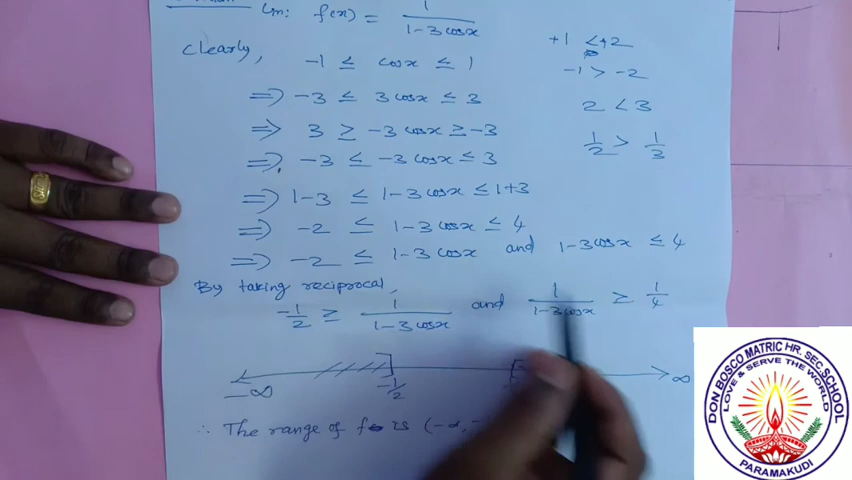 Given: f(x) = 1/(1-3cosx)
Clearly, -1 ≤ cosx ≤ 1
⇒ -3 ≤ 3cosx ≤ 3
⇒ 3 ≥ -3cosx ≥ -3
⇒ -3 ≤ -3cosx ≤ 3
⇒ 1-3 ≤ 1-3cosx ≤ 1+3
⇒ -2 ≤ 1-3cosx ≤ 4
⇒ -2 ≤ 1-3cosx and 1-3cosx ≤ 4
By taking reciprocal,
-1/2 ≥ 1/(1-3cosx) and 1/(1-3cosx) ≥ 1/4
-∞ -1/2 ∞
∴ The range of f is (-∞, -
+1 < +2
-1 > -2
2 < 3
1/2 > 1/3
DON BOSCO MATRIC HR. SEC. SCHOOL
LOVE & SERVE THE WORLD
PARAMAKUDI